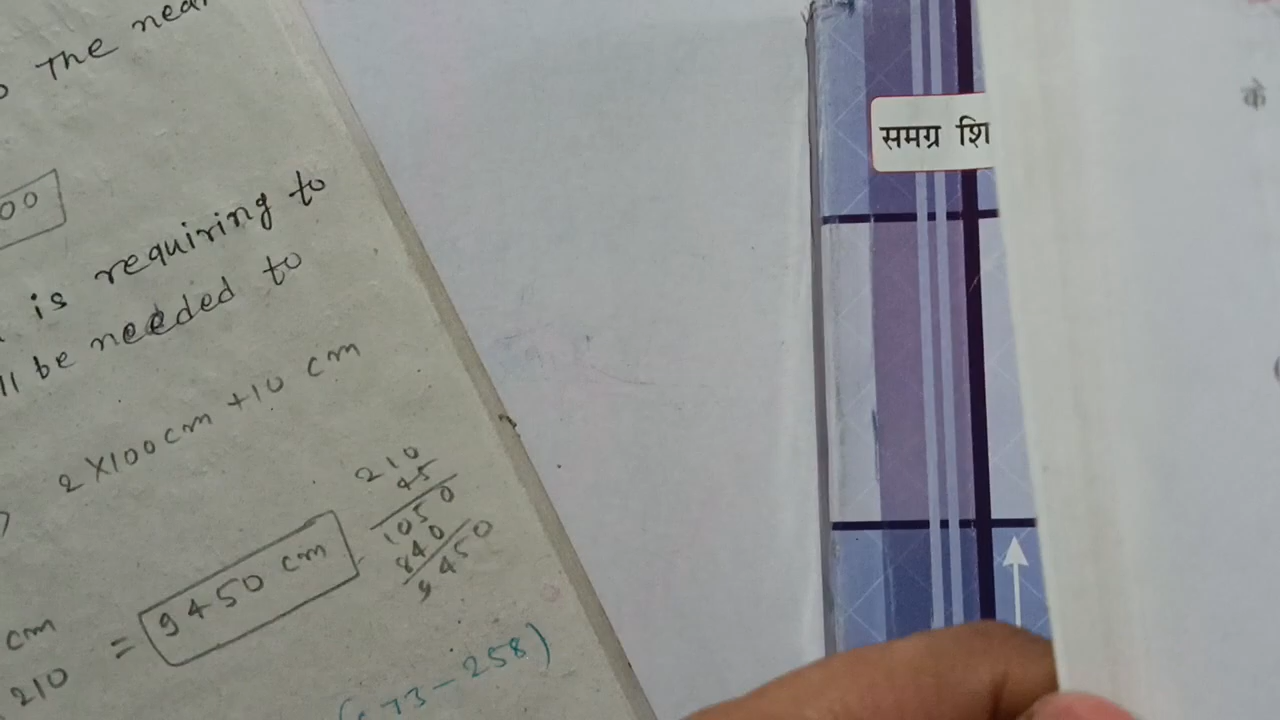 The near
00
is requiring to
ll be needed to
2 X 100 cm + 10 cm
210
45
1050
840
9450
= 9450 cm
cm
210
73 - 258)
समग्र शि
के